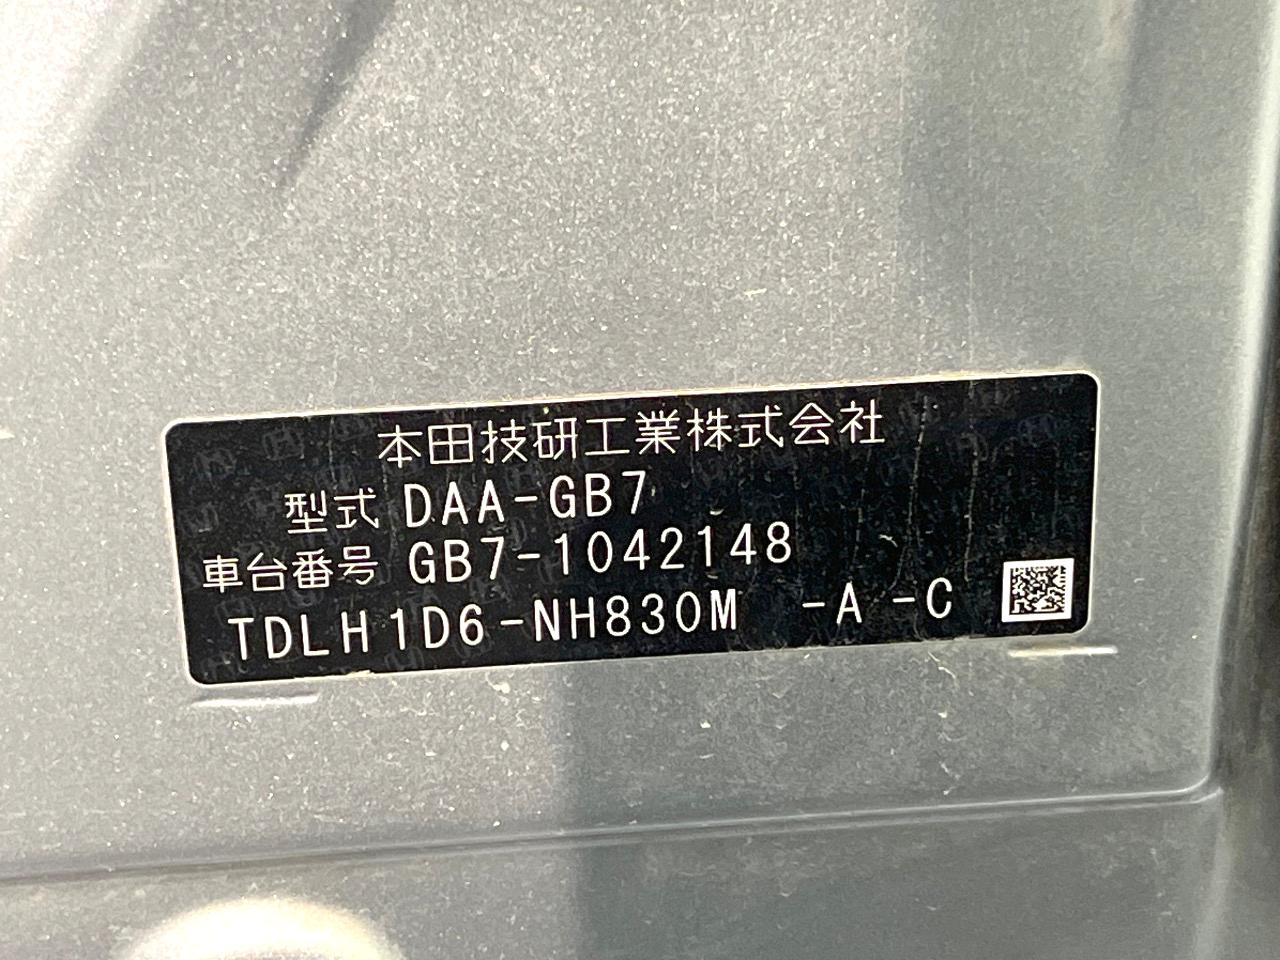 本田技研工業株式会社
型式 DAA-GB7
車台番号 GB7-1042148
TDLH1D6-NH830M -A -C